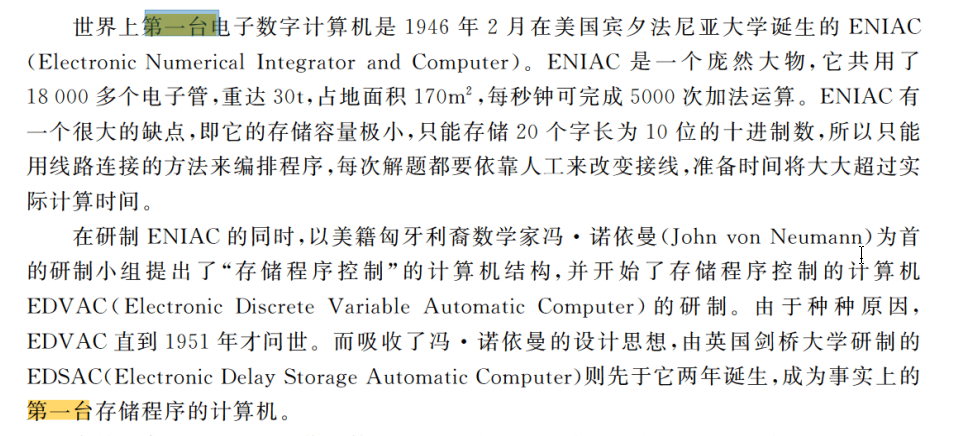 世界上第一台电子数字计算机是 1946 年 2 月在美国宾夕法尼亚大学诞生的 ENIAC
(Electronic Numerical Integrator and Computer)。ENIAC 是一个庞然大物,它共用了
18 000 多个电子管,重达 30t,占地面积 170m²,每秒钟可完成 5000 次加法运算。ENIAC 有
一个很大的缺点,即它的存储容量极小,只能存储 20 个字长为 10 位的十进制数,所以只能
用线路连接的方法来编排程序,每次解题都要依靠人工来改变接线,准备时间将大大超过实
际计算时间。
在研制 ENIAC 的同时,以美籍匈牙利裔数学家冯·诺依曼(John von Neumann)为首
的研制小组提出了“存储程序控制”的计算机结构,并开始了存储程序控制的计算机
EDVAC(Electronic Discrete Variable Automatic Computer)的研制。由于种种原因,
EDVAC 直到 1951 年才问世。而吸收了冯·诺依曼的设计思想,由英国剑桥大学研制的
EDSAC(Electronic Delay Storage Automatic Computer)则先于它两年诞生,成为事实上的
第一台存储程序的计算机。